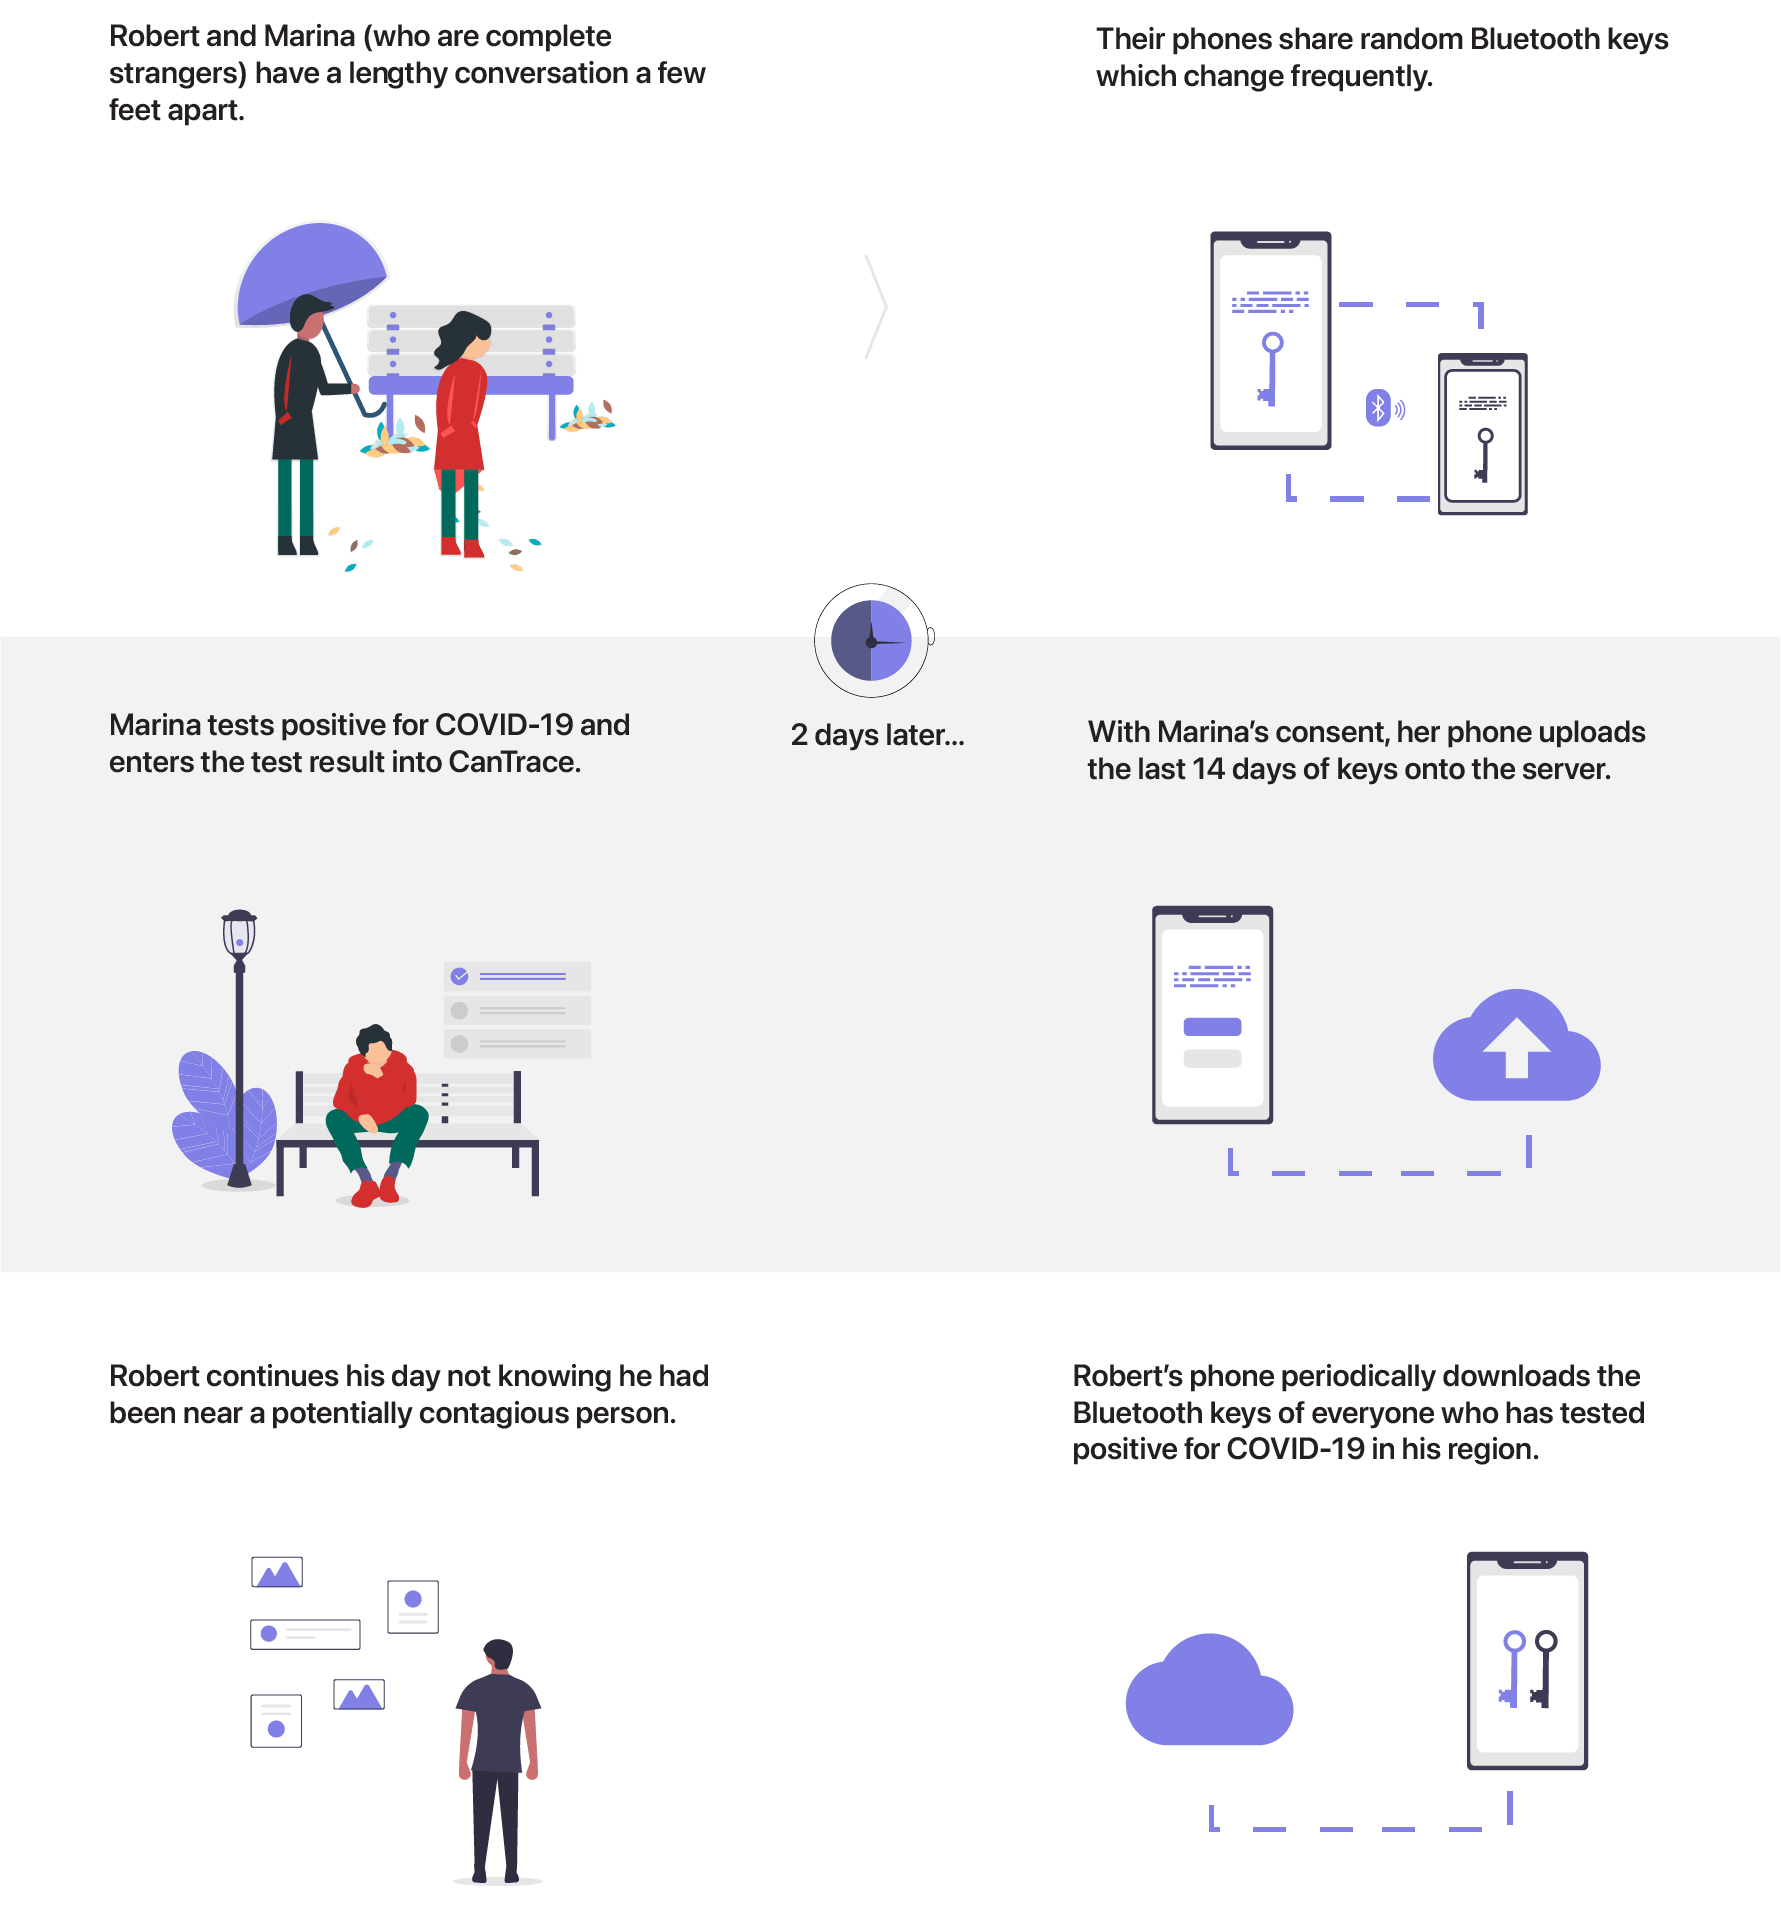 Robert and Marina (who are complete
strangers) have a lengthy conversation a few
feet apart.
Their phones share random Bluetooth keys
which change frequently.
2 days later...
Marina tests positive for COVID-19 and
enters the test result into CanTrace.
With Marina’s consent, her phone uploads
the last 14 days of keys onto the server.
Robert continues his day not knowing he had
been near a potentially contagious person.
Robert’s phone periodically downloads the
Bluetooth keys of everyone who has tested
positive for COVID-19 in his region.